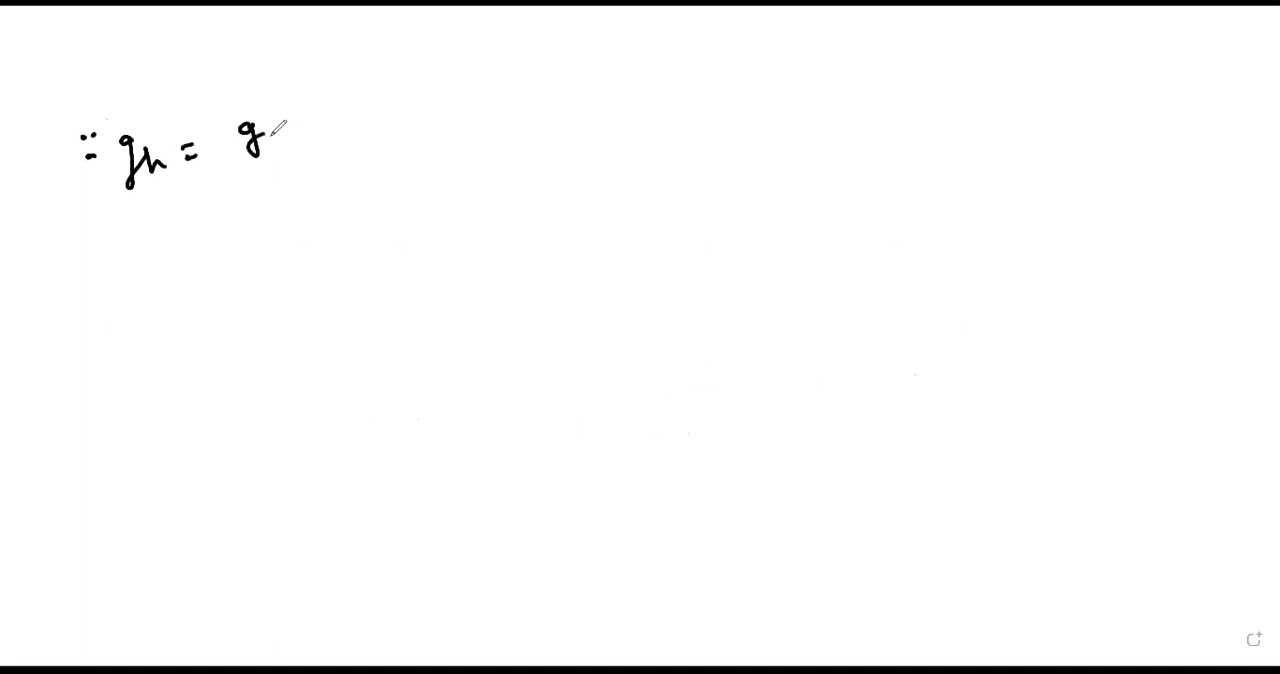 ∵ gh = g